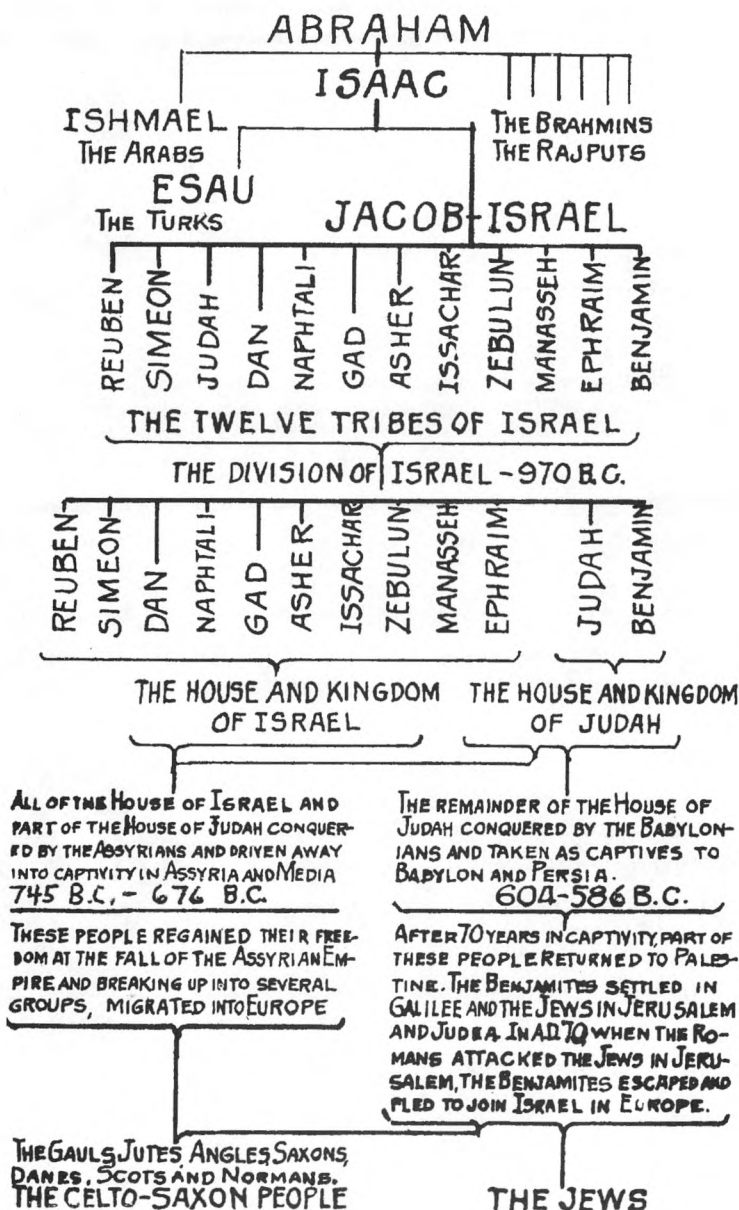 ABRAHAM
ISAAC
ISHMAEL
THE ARABS
THE BRAHMINS
THE RAJPUTS
ESAU
THE TURKS
JACOB-ISRAEL
REUBEN
SIMEON
JUDAH
DAN
NAPHTALI
GAD
ASHER
ISSACHAR
ZEBULUN
MANASSEH
EPHRAIM
BENJAMIN
THE TWELVE TRIBES OF ISRAEL
THE DIVISION OF ISRAEL - 970 B.C.
REUBEN
SIMEON
DAN
NAPHTALI
GAD
ASHER
ISSACHAR
ZEBULUN
MANASSEH
EPHRAIM
JUDAH
BENJAMIN
THE HOUSE AND KINGDOM
OF ISRAEL
THE HOUSE AND KINGDOM
OF JUDAH
ALL OF THE HOUSE OF ISRAEL AND
PART OF THE HOUSE OF JUDAH CONQUER-
ED BY THE ASSYRIANS AND DRIVEN AWAY
INTO CAPTIVITY IN ASSYRIA AND MEDIA
745 B.C. - 676 B.C.
THESE PEOPLE REGAINED THEIR FREE-
DOM AT THE FALL OF THE ASSYRIAN EM-
PIRE AND BREAKING UP INTO SEVERAL
GROUPS, MIGRATED INTO EUROPE
THE REMAINDER OF THE HOUSE OF
JUDAH CONQUERED BY THE BABYLON-
IANS AND TAKEN AS CAPTIVES TO
BABYLON AND PERSIA.
604-586 B.C.
AFTER 70 YEARS IN CAPTIVITY, PART OF
THESE PEOPLE RETURNED TO PALES-
TINE. THE BENJAMITES SETTLED IN
GALILEE AND THE JEWS IN JERUSALEM
AND JUDEA. IN A.D. 70, WHEN THE RO-
MANS ATTACKED THE JEWS IN JERU-
SALEM, THE BENJAMITES ESCAPED AND
FLED TO JOIN ISRAEL IN EUROPE.
THE GAULS, JUTES, ANGLES, SAXONS,
DANES, SCOTS AND NORMANS.
THE CELTO-SAXON PEOPLE
THE JEWS